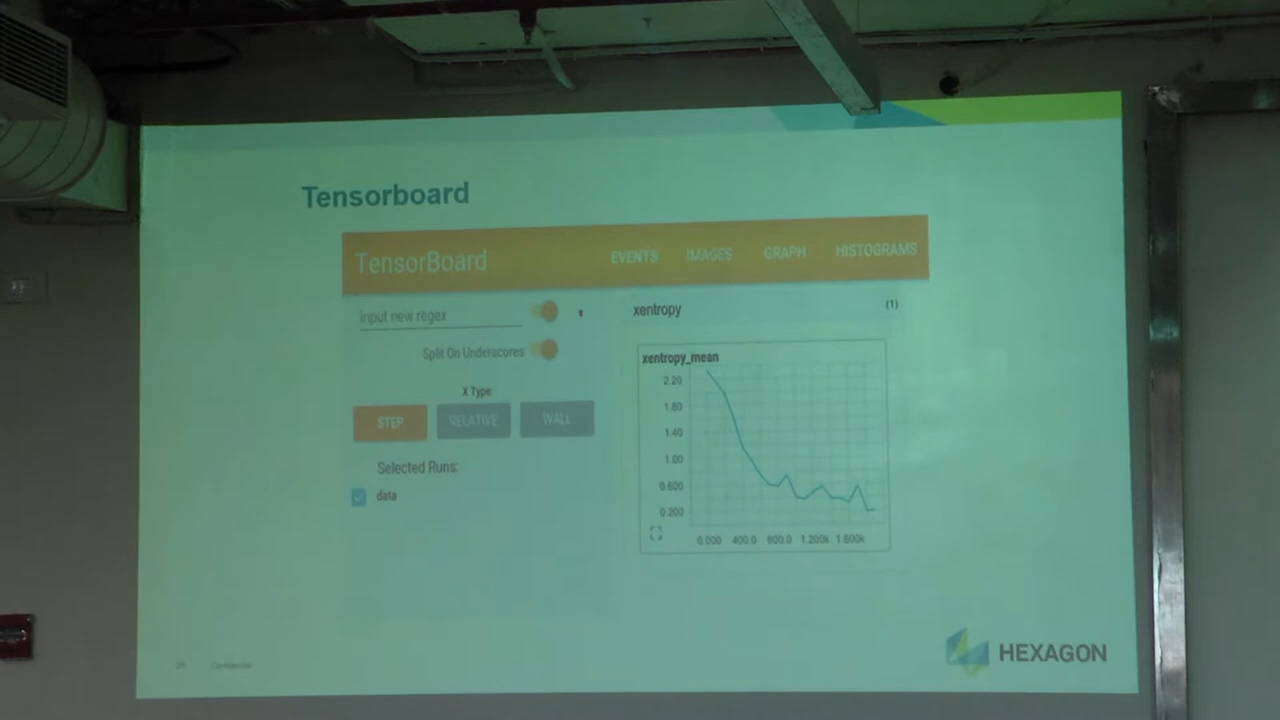 Tensorboard
TensorBoard
EVENTS IMAGES GRAPH HISTOGRAMS
input new regex
Split On Underscores:
X Type:
STEP RELATIVE WALL
Selected Runs:
data
xentropy (1)
xentropy_mean
2.20
1.80
1.40
1.00
0.600
0.200
0.000 400.0 800.0 1.200k 1.600k
Confidential
HEXAGON